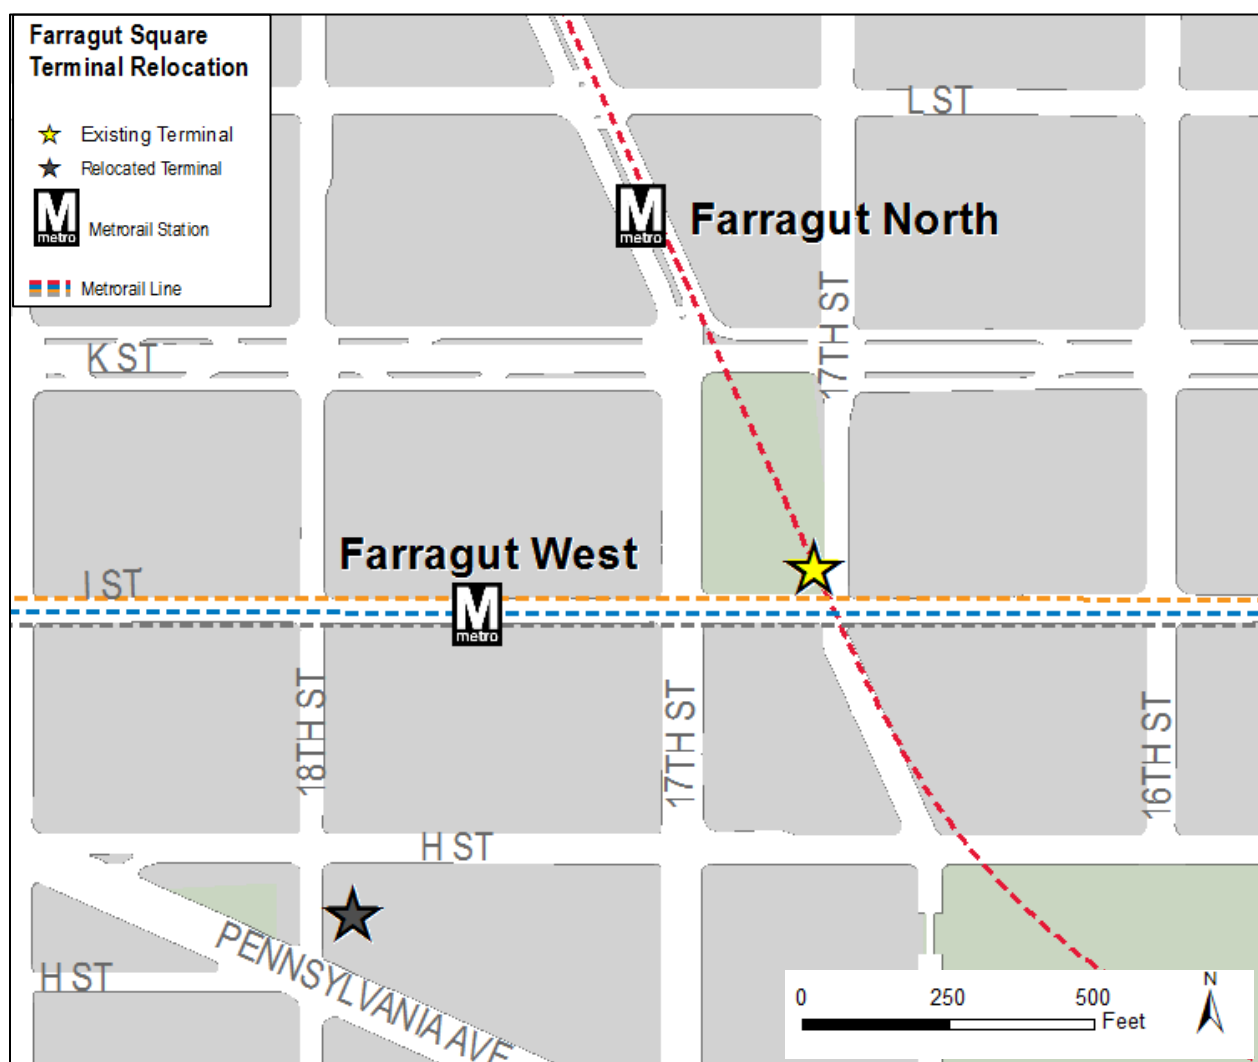 Farragut Square
Terminal Relocation
Existing Terminal
Relocated Terminal
M
metro
Metrorail Station
Metrorail Line
L ST
M
metro
Farragut North
17TH ST
K ST
Farragut West
I ST
M
metro
18TH ST
17TH ST
16TH ST
H ST
PENNSYLVANIA AVE
H ST
N
0 250 500
Feet